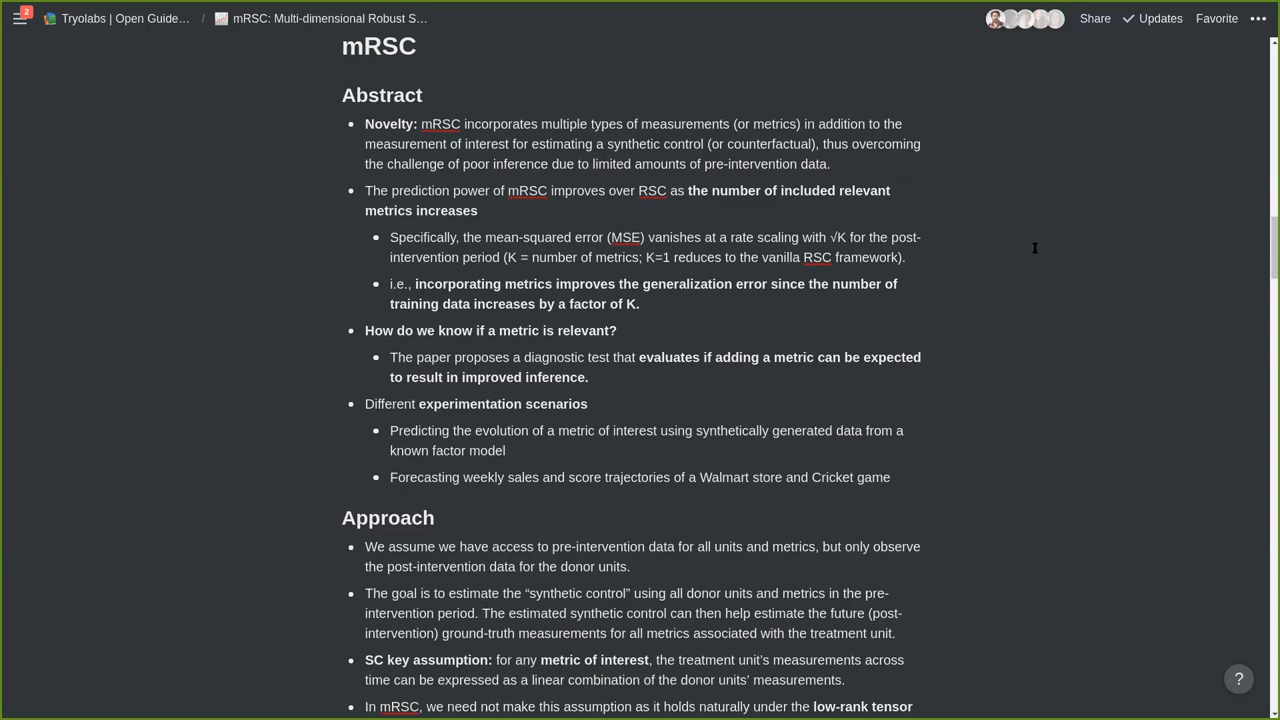 2
Tryolabs | Open Guide… / mRSC: Multi-dimensional Robust S…
Share Updates Favorite •••
mRSC
Abstract
• Novelty: mRSC incorporates multiple types of measurements (or metrics) in addition to the
measurement of interest for estimating a synthetic control (or counterfactual), thus overcoming
the challenge of poor inference due to limited amounts of pre-intervention data.
• The prediction power of mRSC improves over RSC as the number of included relevant
metrics increases
• Specifically, the mean-squared error (MSE) vanishes at a rate scaling with √K for the post-
intervention period (K = number of metrics; K=1 reduces to the vanilla RSC framework).
• i.e., incorporating metrics improves the generalization error since the number of
training data increases by a factor of K.
• How do we know if a metric is relevant?
• The paper proposes a diagnostic test that evaluates if adding a metric can be expected
to result in improved inference.
• Different experimentation scenarios
• Predicting the evolution of a metric of interest using synthetically generated data from a
known factor model
• Forecasting weekly sales and score trajectories of a Walmart store and Cricket game
Approach
• We assume we have access to pre-intervention data for all units and metrics, but only observe
the post-intervention data for the donor units.
• The goal is to estimate the “synthetic control” using all donor units and metrics in the pre-
intervention period. The estimated synthetic control can then help estimate the future (post-
intervention) ground-truth measurements for all metrics associated with the treatment unit.
• SC key assumption: for any metric of interest, the treatment unit’s measurements across
time can be expressed as a linear combination of the donor units’ measurements.
• In mRSC, we need not make this assumption as it holds naturally under the low-rank tensor
?